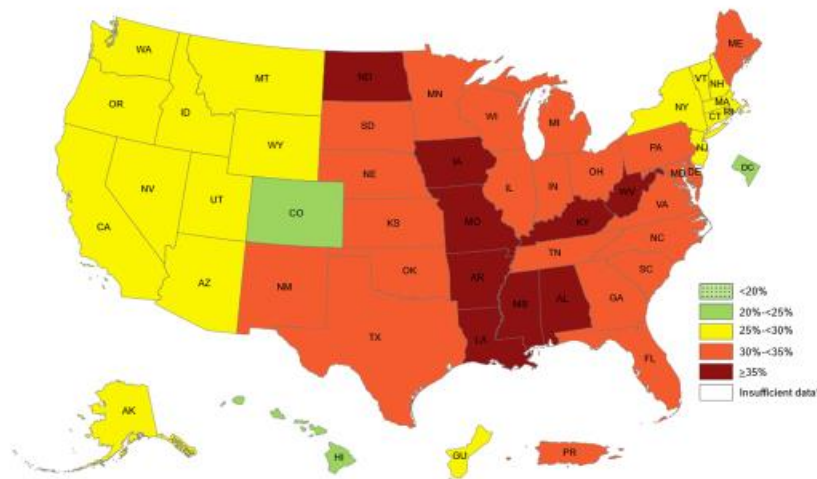 WA
MT
ND
MN
ME
VT
NH
OR
ID
SD
WI
MI
NY
MA
CT
RI
WY
IA
PA
NJ
NE
NV
UT
CO
IL
IN
OH
MD
DE
DC
CA
KS
MO
KY
WV
VA
AZ
NM
OK
AR
TN
NC
SC
TX
LA
MS
AL
GA
FL
<20%
20%-<25%
25%-<30%
30%-<35%
≥35%
Insufficient data*
AK
HI
GU
PR